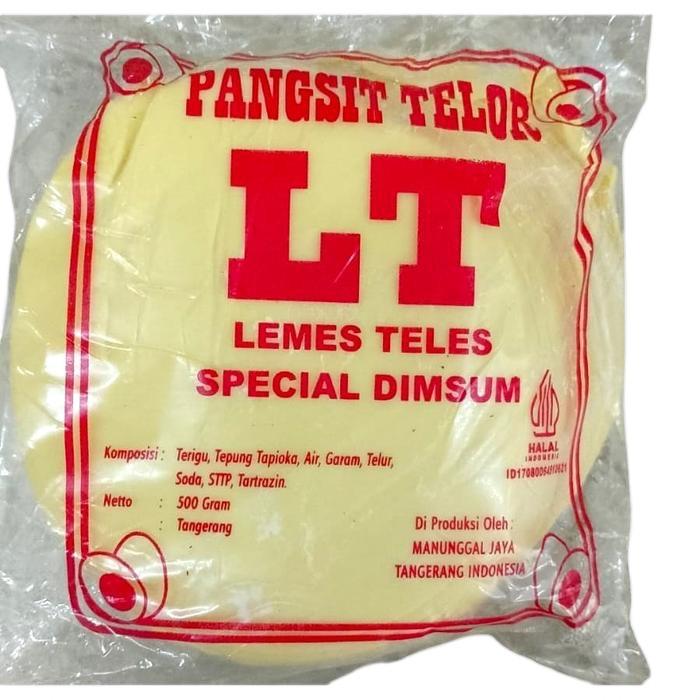 PANGSIT TELOR
LT
LEMES TELES
SPECIAL DIMSUM
Komposisi : Terigu, Tepung Tapioka, Air, Garam, Telur,
Soda, STTP, Tartrazin.
Netto : 500 Gram
: Tangerang
HALAL
INDONESIA
Di Produksi Oleh :
MANUNGGAL JAYA
TANGERANG INDONESIA